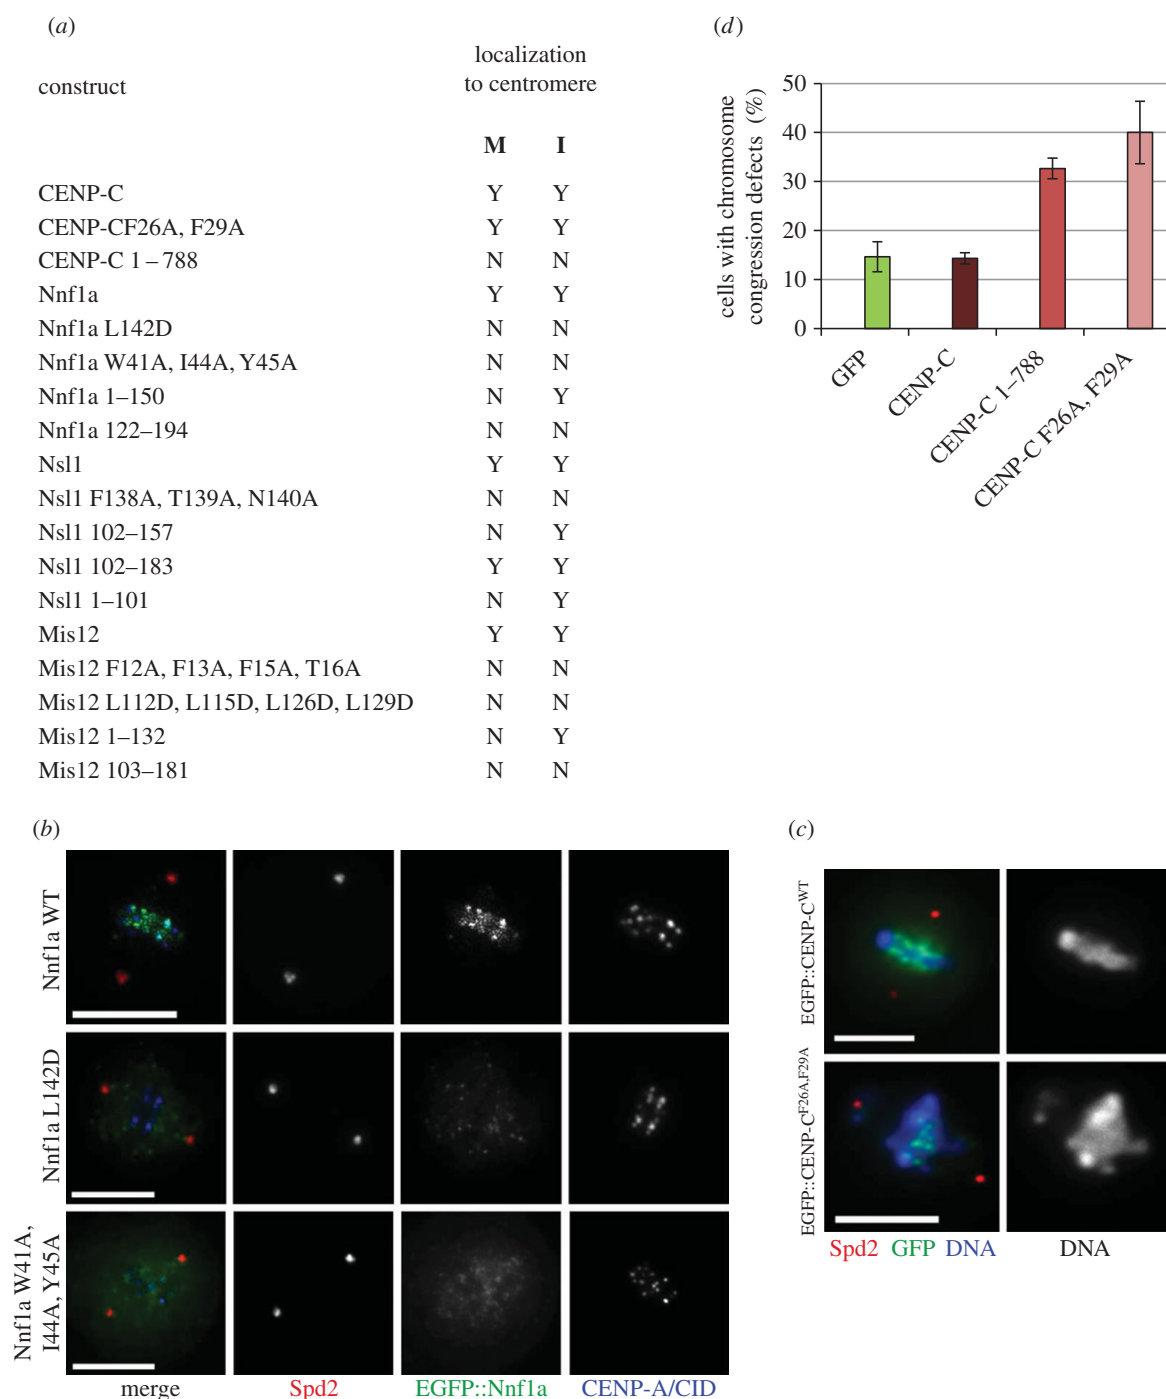 (a)
construct
localization
to centromere
M I
CENP-C Y Y
CENP-CF26A, F29A Y Y
CENP-C 1–788 N N
Nnf1a Y Y
Nnf1a L142D N N
Nnf1a W41A, I44A, Y45A N N
Nnf1a 1–150 N Y
Nnf1a 122–194 N N
Nsl1 Y Y
Nsl1 F138A, T139A, N140A N N
Nsl1 102–157 N Y
Nsl1 102–183 Y Y
Nsl1 1–101 N Y
Mis12 Y Y
Mis12 F12A, F13A, F15A, T16A N N
Mis12 L112D, L115D, L126D, L129D N N
Mis12 1–132 N Y
Mis12 103–181 N N
(d)
cells with chromosome
congression defects (%)
50
40
30
20
10
0
GFP
CENP-C
CENP-C 1–788
CENP-C F26A, F29A
(b)
Nnf1a WT
Nnf1a L142D
Nnf1a W41A,
I44A, Y45A
merge Spd2 EGFP::Nnf1a CENP-A/CID
(c)
EGFP::CENP-C^WT
EGFP::CENP-C^F26A,F29A
Spd2 GFP DNA DNA